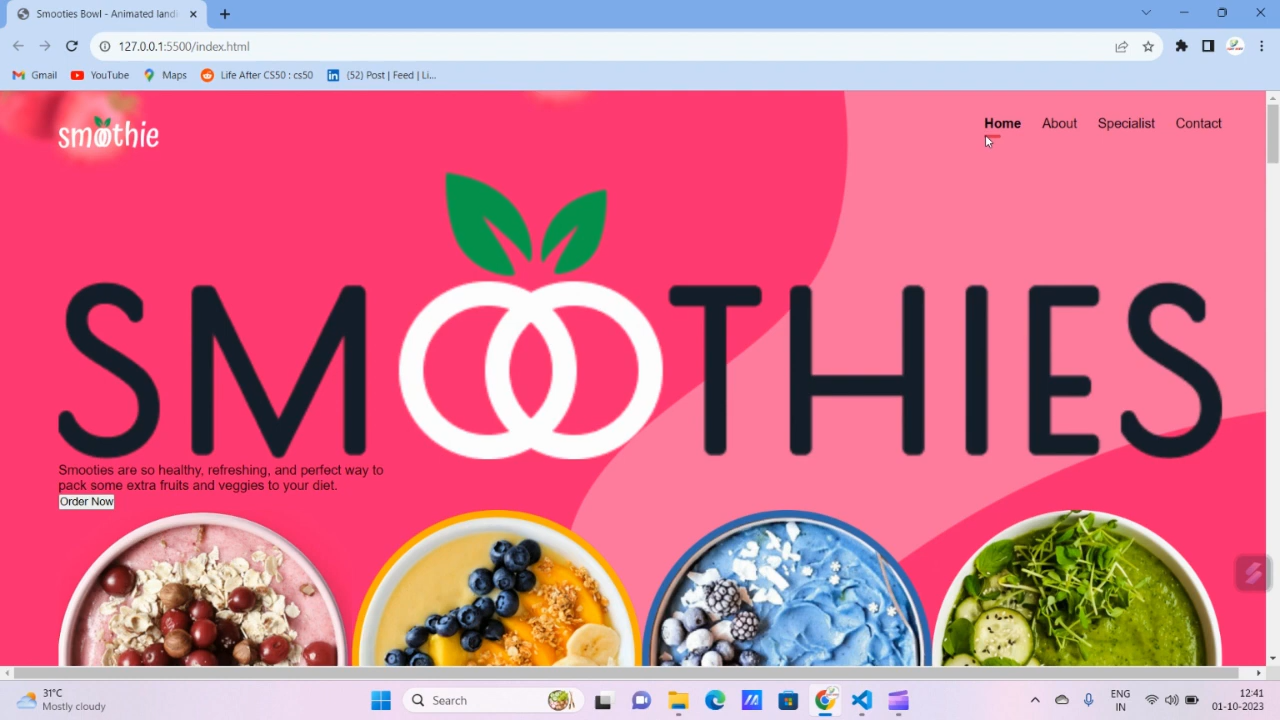 Smooties Bowl - Animated landi
127.0.0.1:5500/index.html
Gmail
YouTube
Maps
Life After CS50 : cs50
(52) Post | Feed | Li...
smoothie
Home
About
Specialist
Contact
SMOOTHIES
Smooties are so healthy, refreshing, and perfect way to
pack some extra fruits and veggies to your diet.
Order Now
31°C
Mostly cloudy
Search
ENG
IN
12:41
01-10-2023